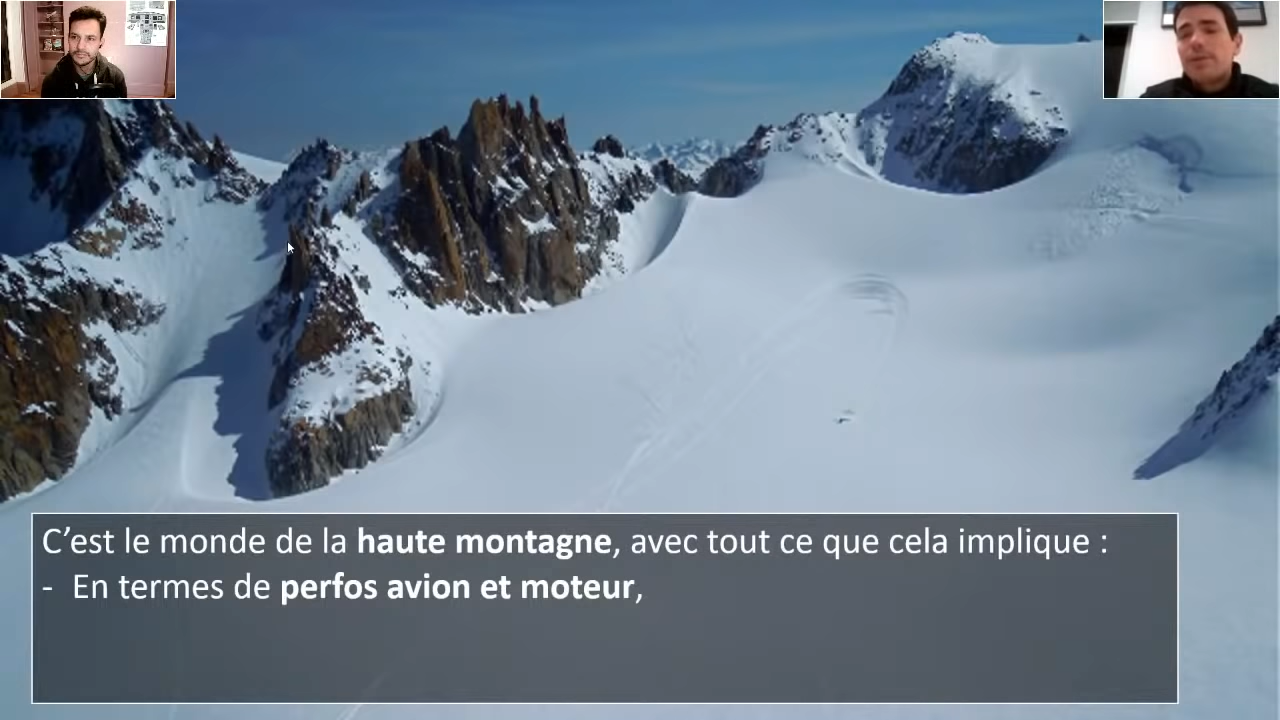 C’est le monde de la haute montagne, avec tout ce que cela implique :
- En termes de perfos avion et moteur,